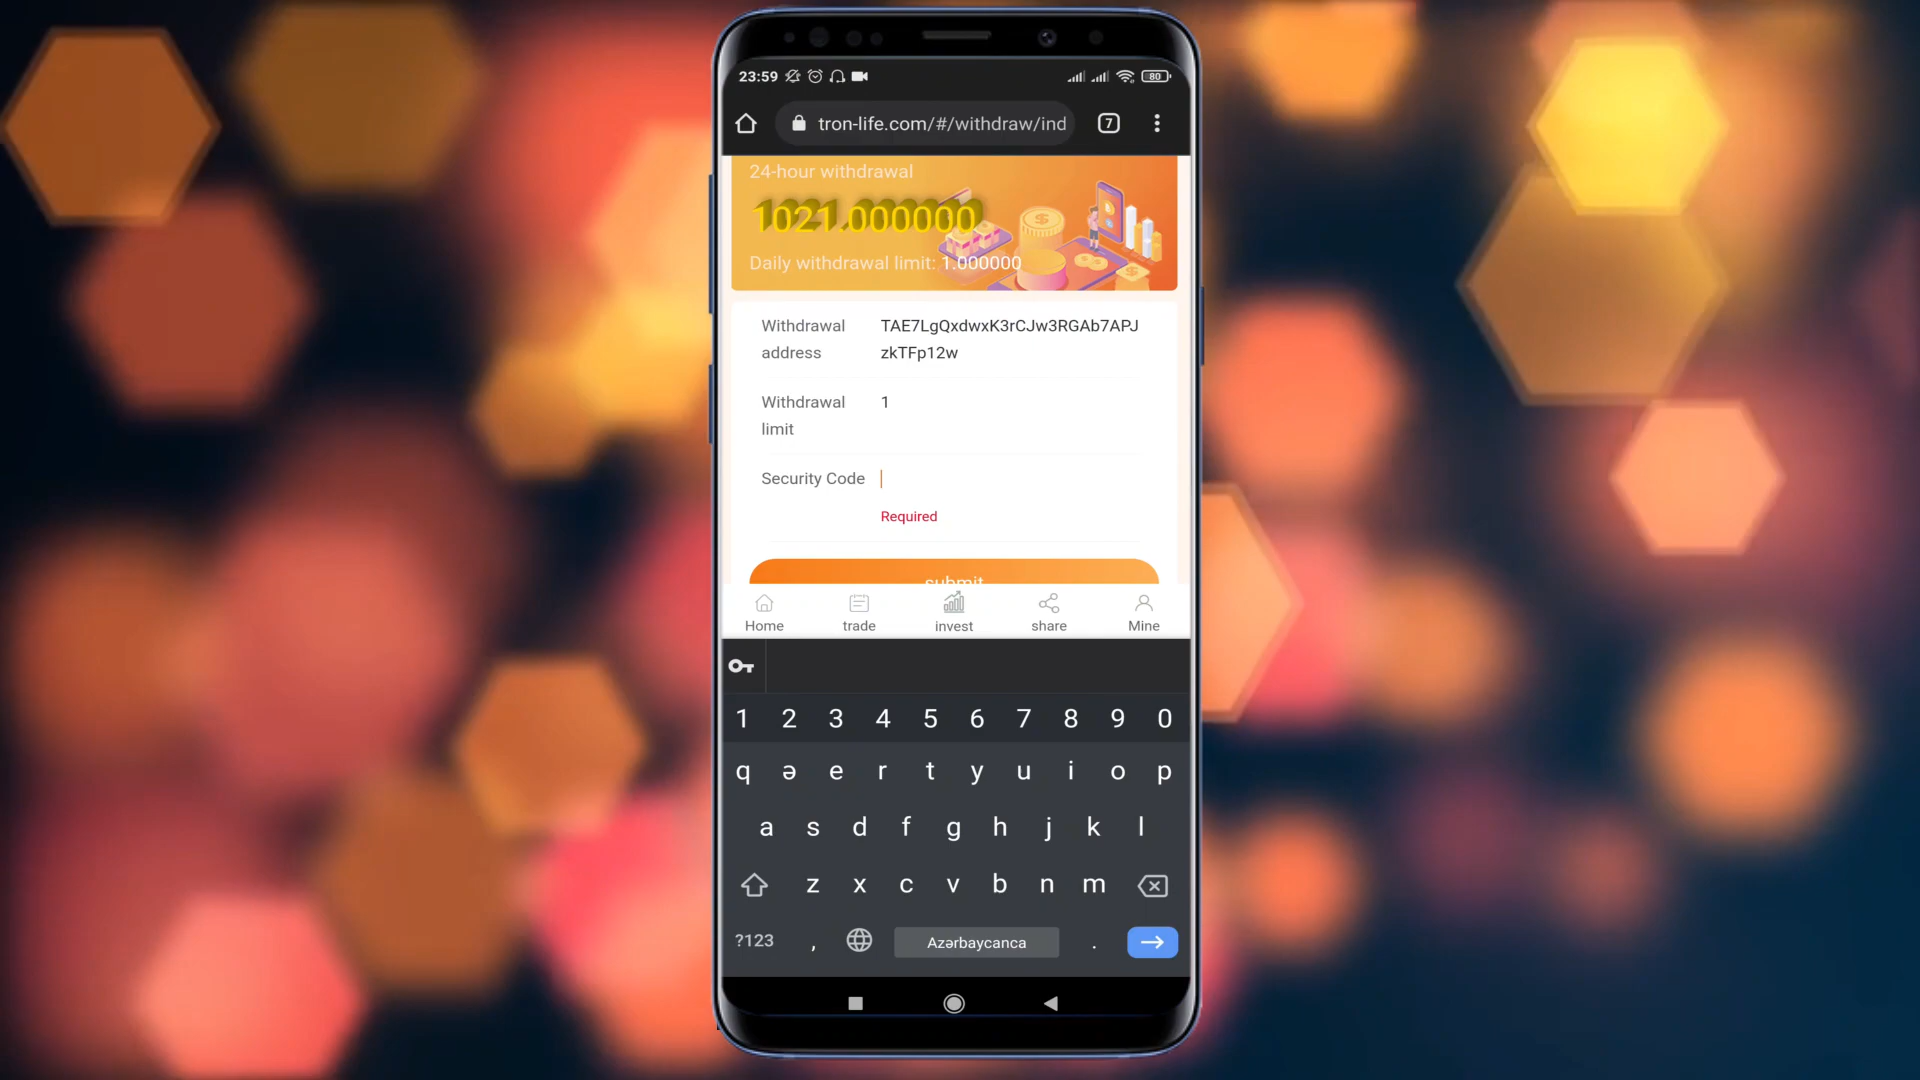 23:59
80
tron-life.com/#/withdraw/ind
7
24-hour withdrawal
1021.000000
Daily withdrawal limit: 1.000000
Withdrawal address
TAE7LgQxdwxK3rCJw3RGAb7APJ
zkTFp12w
Withdrawal limit
1
Security Code
Required
submit
Home trade invest share Mine
1 2 3 4 5 6 7 8 9 0
q ə e r t y u i o p
a s d f g h j k l
z x c v b n m
?123 , Azərbaycanca .